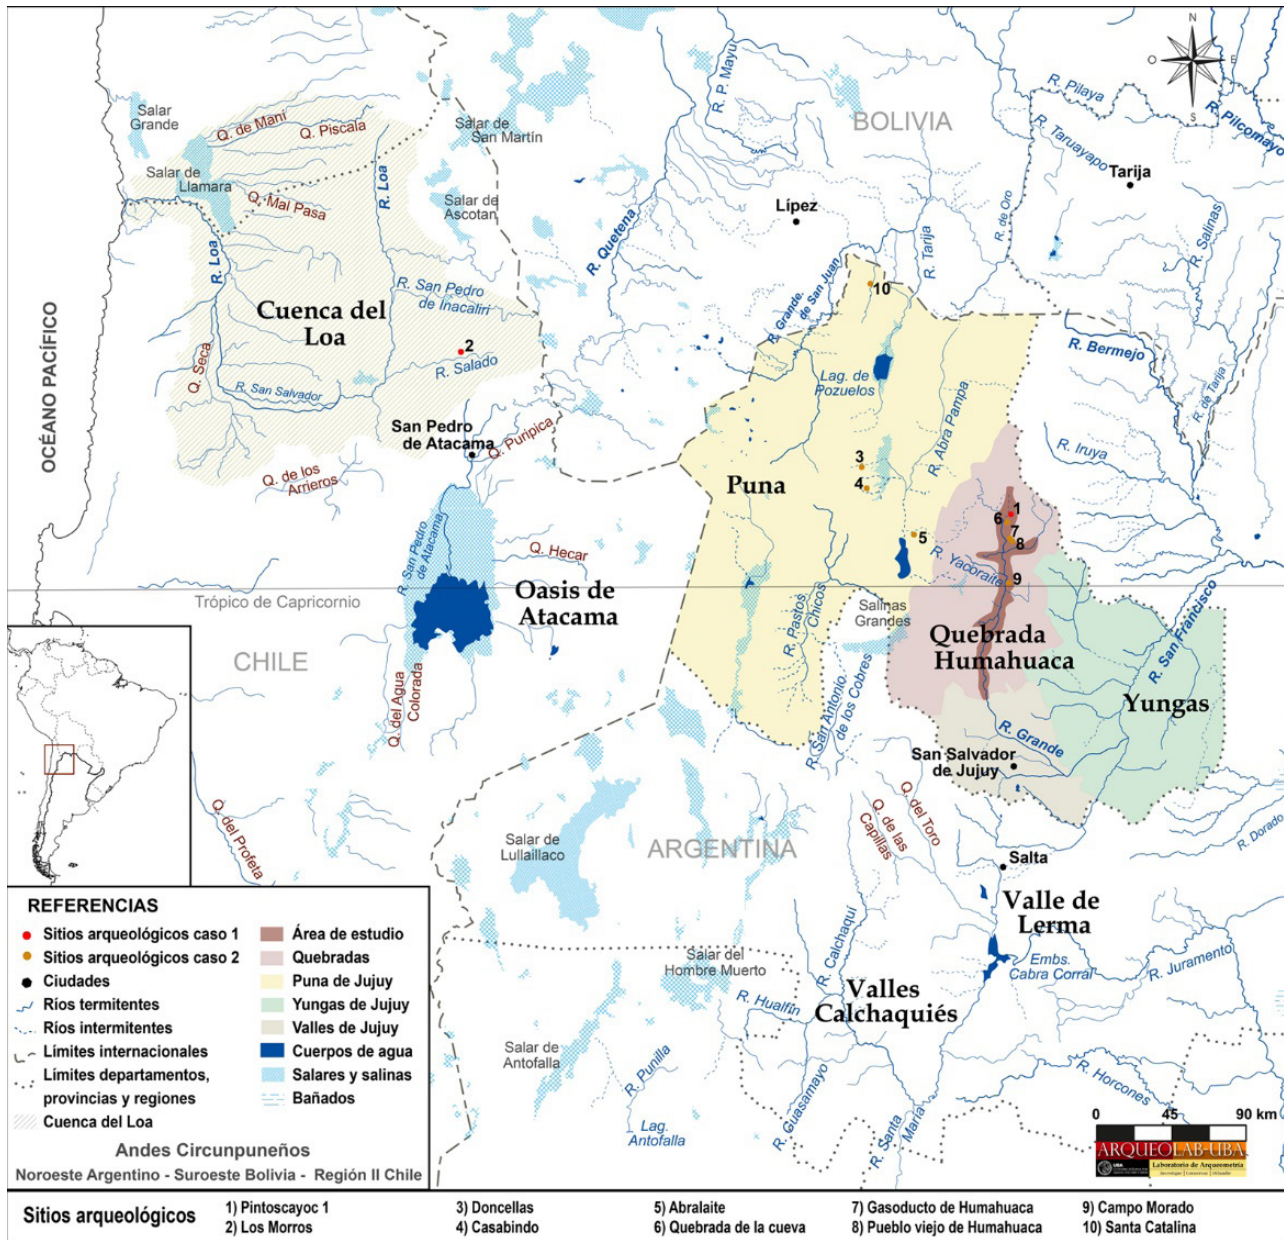 N
O
E
S
R. P. Mayu
R. Pilaya
R. Pilcomayo
BOLIVIA
Salar
Grande
Q. de Maní
Q. Piscala
Salar de
San Martín
R. Taruayapo
Tarija
Salar de
Llamara
R. Loa
Q. Mal Pasa
Salar de
Ascotan
Lípez
R. de Oro
R. Salinas
R. Quetena
R. Tarija
R. Loa
R. San Pedro
de Inacaliri
10
R. Grande.
de San Juan
Cuenca del
Loa
2
R. Salado
R. Bermejo
OCÉANO PACÍFICO
Q. Seca
R. San Salvador
Lag. de
Pozuelos
R. de Tarija
R. Abra Pampa
San Pedro
de Atacama
Q. Puripica
R. Iruya
Q. de los
Arrieros
3
Puna
4
1
6
7
8
5
R. San Pedro
de Atacama
Q. Hecar
R. Yacoraite
9
Oasis de
Atacama
Trópico de Capricornio
R. Pastos
Chicos
Salinas
Grandes
Quebrada
Humahuaca
R. San Francisco
CHILE
Q. del Agua
Colorada
R. San Antonio
de los Cobres
Yungas
R. Grande
San Salvador
de Jujuy
Q. del Profeta
Q. del Toro
Q. de las
Capillas
Salar de
Lullaillaco
ARGENTINA
R. Dorado
Salta
Valle de
Lerma
R. Calchaquí
Salar del
Hombre Muerto
Embs.
Cabra Corral
R. Juramento
R. Hualfín
Valles
Calchaquiés
Salar de
Antofalla
R. Punilla
R. Guasamayo
R. Horcones
Lag.
Antofalla
R. Santa
María
0 45 90 km
ARQUEOLAB-UBA
Laboratorio de Arqueometría
REFERENCIAS
Sitios arqueológicos caso 1
Sitios arqueológicos caso 2
Ciudades
Ríos termitentes
Ríos intermitentes
Límites internacionales
Límites departamentos,
provincias y regiones
Cuenca del Loa
Área de estudio
Quebradas
Puna de Jujuy
Yungas de Jujuy
Valles de Jujuy
Cuerpos de agua
Salares y salinas
Bañados
Andes Circunpuneños
Noroeste Argentino - Suroeste Bolivia - Región II Chile
Sitios arqueológicos
1) Pintoscayoc 1
2) Los Morros
3) Doncellas
4) Casabindo
5) Abralaite
6) Quebrada de la cueva
7) Gasoducto de Humahuaca
8) Pueblo viejo de Humahuaca
9) Campo Morado
10) Santa Catalina